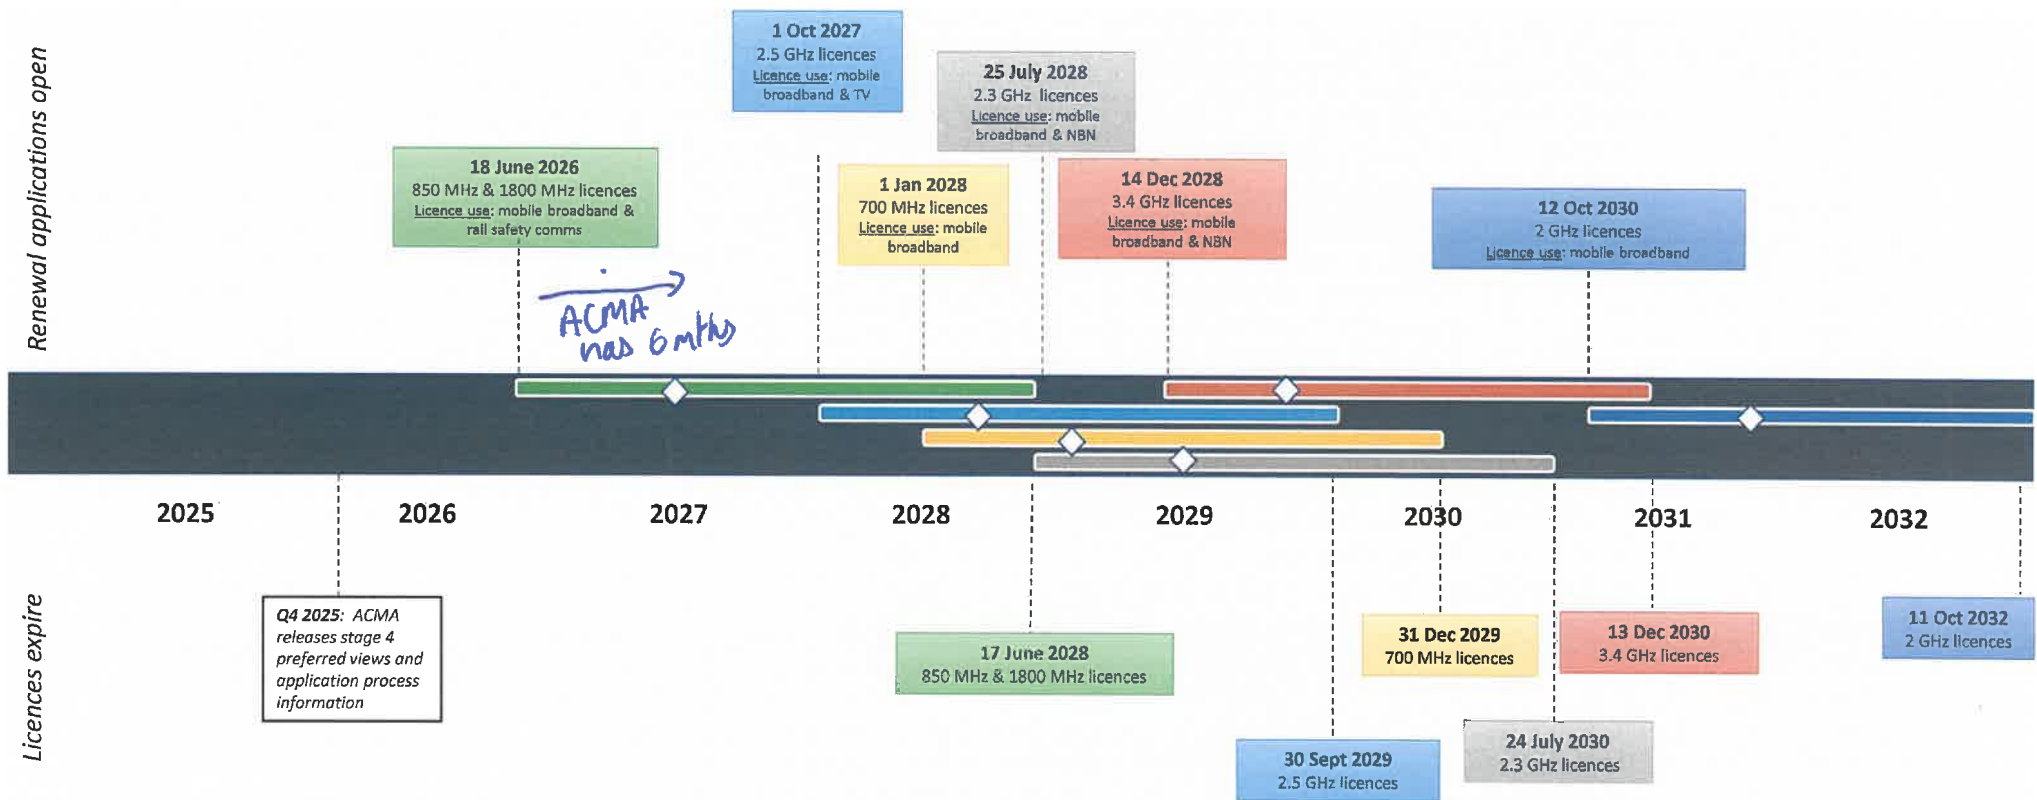 Renewal applications open
1 Oct 2027
2.5 GHz licences
Licence use: mobile
broadband & TV
25 July 2028
2.3 GHz licences
Licence use: mobile
broadband & NBN
18 June 2026
850 MHz & 1800 MHz licences
Licence use: mobile broadband &
rail safety comms
1 Jan 2028
700 MHz licences
Licence use: mobile
broadband
14 Dec 2028
3.4 GHz licences
Licence use: mobile
broadband & NBN
12 Oct 2030
2 GHz licences
Licence use: mobile broadband
ACMA
has 6 mths
2025
2026
2027
2028
2029
2030
2031
2032
Licences expire
Q4 2025: ACMA
releases stage 4
preferred views and
application process
information
17 June 2028
850 MHz & 1800 MHz licences
30 Sept 2029
2.5 GHz licences
31 Dec 2029
700 MHz licences
24 July 2030
2.3 GHz licences
13 Dec 2030
3.4 GHz licences
11 Oct 2032
2 GHz licences